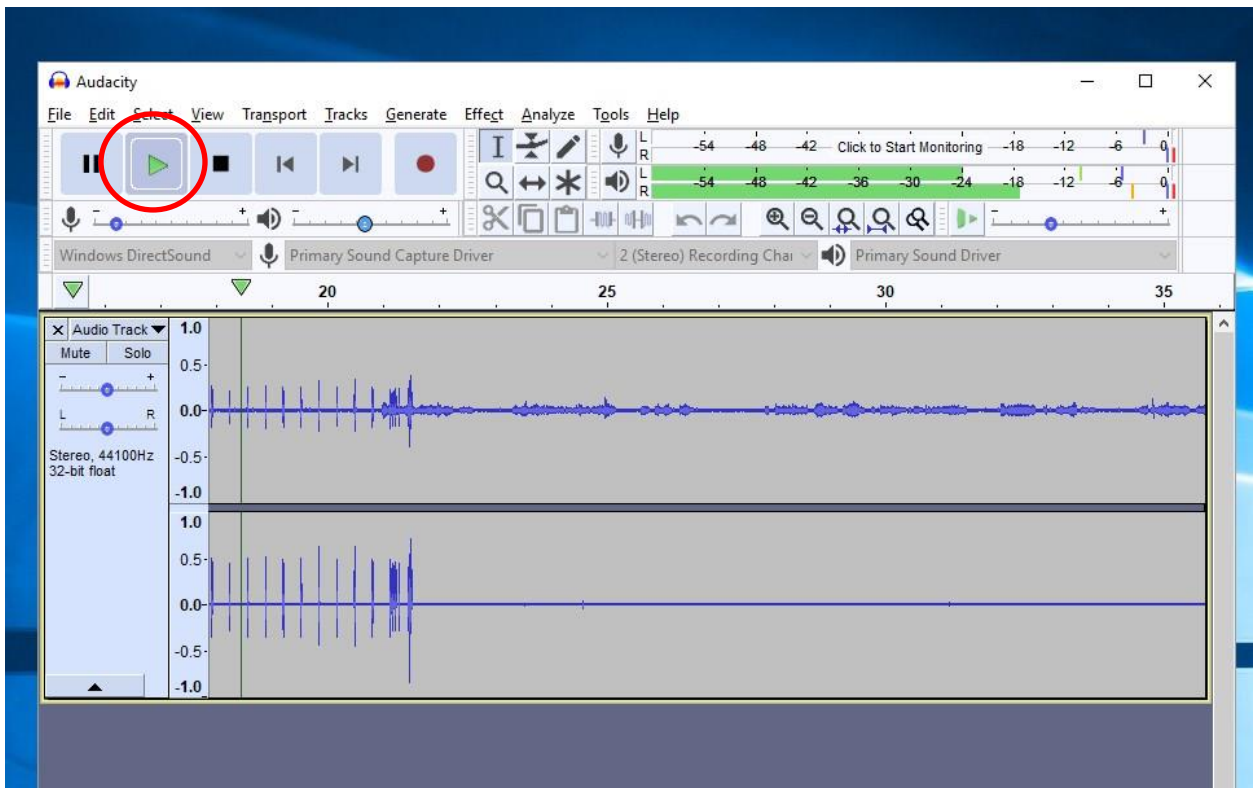 Audacity
File Edit Select View Transport Tracks Generate Effect Analyze Tools Help
L R -54 -48 -42 Click to Start Monitoring -18 -12 -6 0
L R -54 -48 -42 -36 -30 -24 -18 -12 -6 0
- + - + - +
Windows DirectSound Primary Sound Capture Driver 2 (Stereo) Recording Chai Primary Sound Driver
20 25 30 35
X Audio Track 1.0
Mute Solo 0.5
- +
L R 0.0
Stereo, 44100Hz -0.5
32-bit float
-1.0
1.0
0.5
0.0
-0.5
-1.0